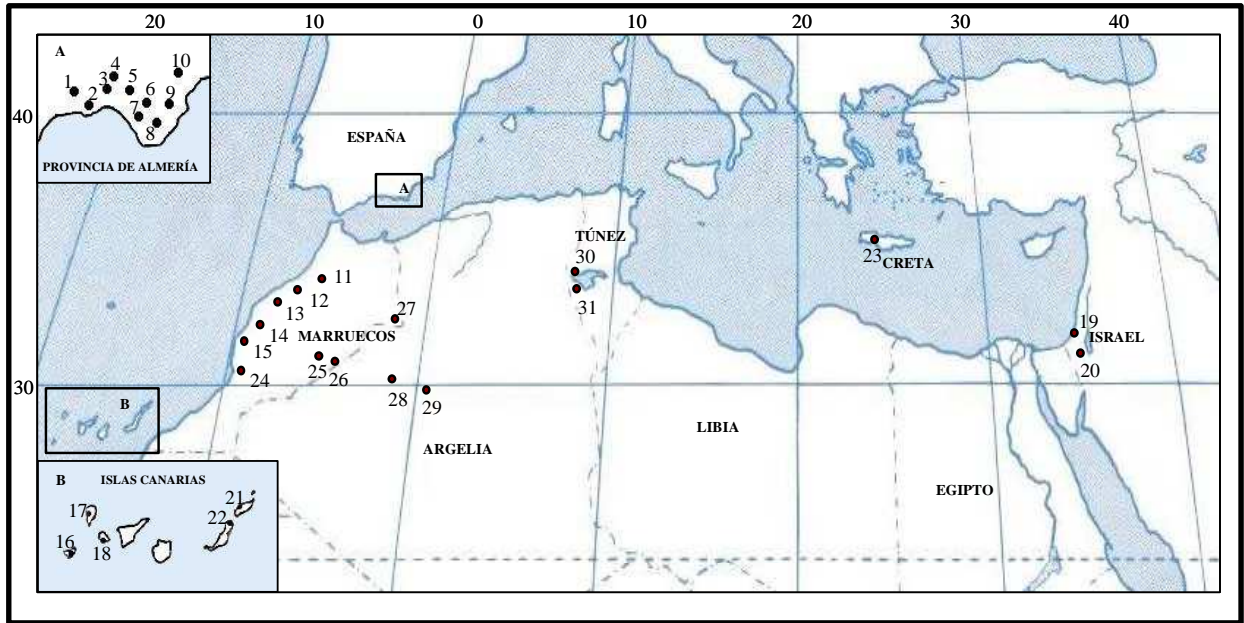 20 10 0 10 20 30 40
A
10
4
1 3 5
2 6 9
7
8
PROVINCIA DE ALMERÍA
40
ESPAÑA
A
TÚNEZ
30
31
23
CRETA
11
12
13
27
14
MARRUECOS
15
19
ISRAEL
20
24
25
26
30
28
29
B
ARGELIA
LIBIA
EGIPTO
B ISLAS CANARIAS
17
21
22
16
18